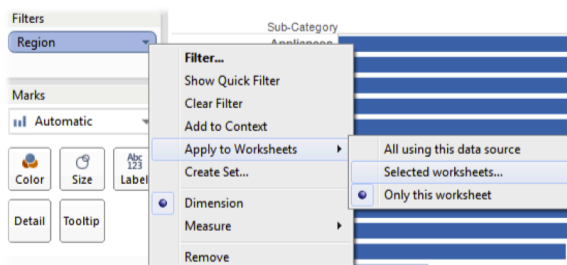 Filters
Region
Sub-Category
Appliances
Filter...
Show Quick Filter
Clear Filter
Add to Context
Apply to Worksheets
Create Set...
Dimension
Measure
Remove
All using this data source
Selected worksheets...
Only this worksheet
Marks
Automatic
Color
Size
Abc
123
Label
Detail
Tooltip